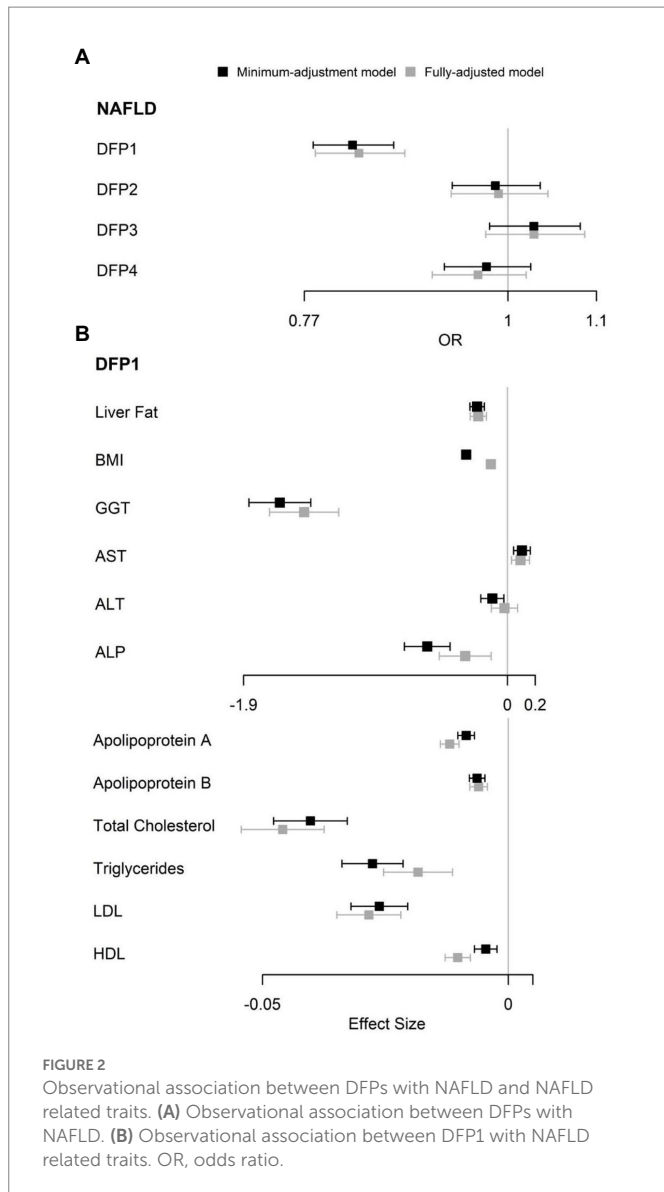 A
Minimum-adjustment model Fully-adjusted model
NAFLD
DFP1
DFP2
DFP3
DFP4
0.77 1 1.1
OR
B
DFP1
Liver Fat
BMI
GGT
AST
ALT
ALP
-1.9 0 0.2
Apolipoprotein A
Apolipoprotein B
Total Cholesterol
Triglycerides
LDL
HDL
-0.05 0
Effect Size
FIGURE 2
Observational association between DFPs with NAFLD and NAFLD
related traits. (A) Observational association between DFPs with
NAFLD. (B) Observational association between DFP1 with NAFLD
related traits. OR, odds ratio.